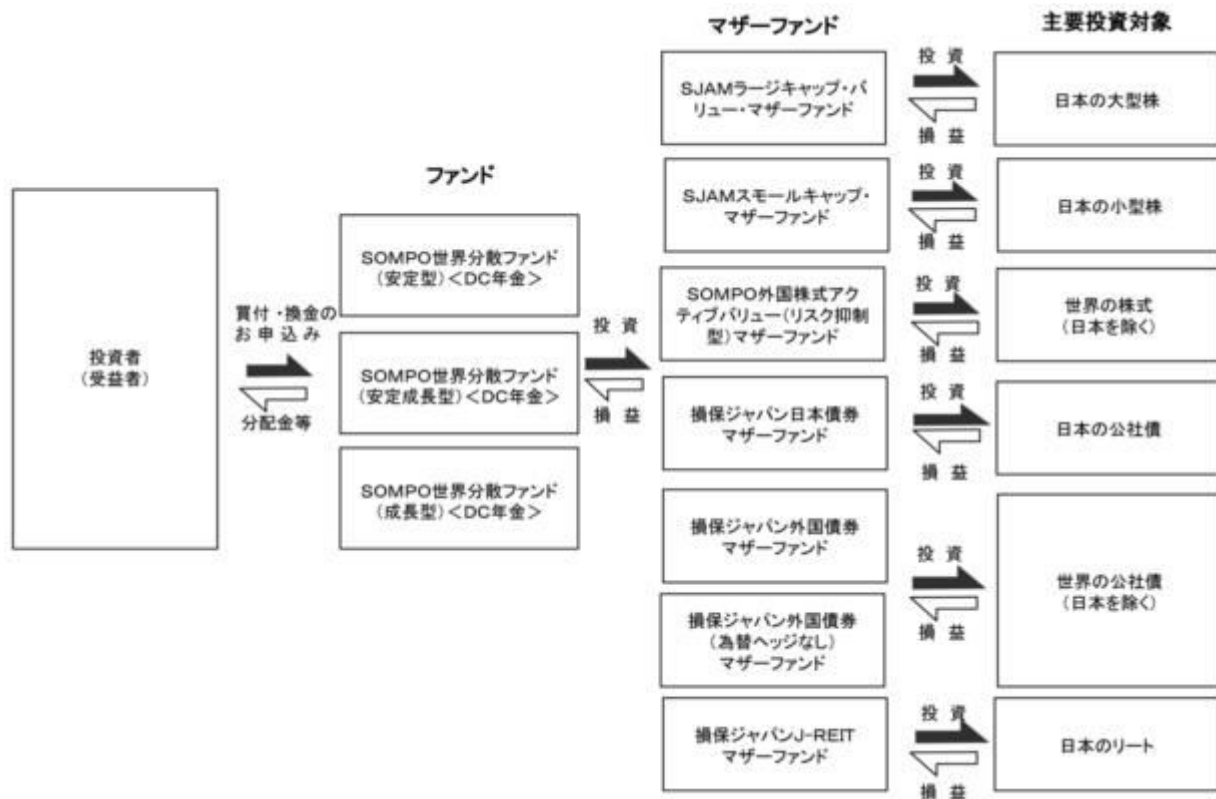 マザーファンド
主要投資対象
SJAMラージキャップ・バ
リュー・マザーファンド
投 資
損 益
日本の大型株
ファンド
SJAMスモールキャップ・
マザーファンド
投 資
損 益
日本の小型株
投資者
(受益者)
買付・換金の
お 申 込 み
分配金等
SOMPO世界分散ファンド
(安定型)<DC年金>
SOMPO世界分散ファンド
(安定成長型)<DC年金>
SOMPO世界分散ファンド
(成長型)<DC年金>
投 資
損 益
SOMPO外国株式アク
ティブバリュー(リスク抑制
型)マザーファンド
投 資
損 益
世界の株式
(日本を除く)
損保ジャパン日本債券
マザーファンド
投 資
損 益
日本の公社債
損保ジャパン外国債券
マザーファンド
損保ジャパン外国債券
(為替ヘッジなし)
マザーファンド
投 資
損 益
世界の公社債
(日本を除く)
損保ジャパンJ-REIT
マザーファンド
投 資
損 益
日本のリート